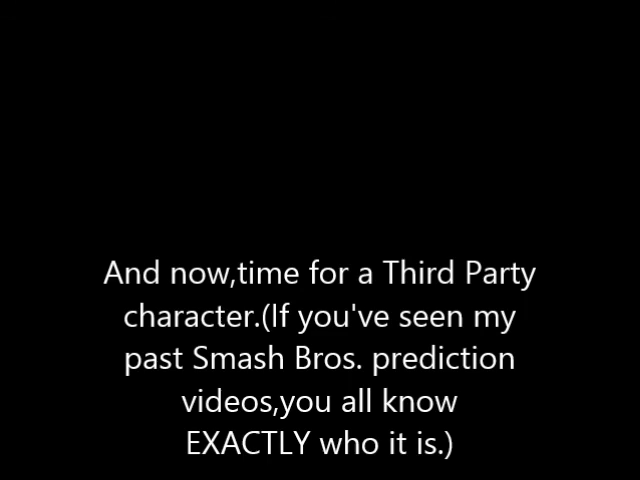 And now,time for a Third Party
character.(If you've seen my
past Smash Bros. prediction
videos,you all know
EXACTLY who it is.)